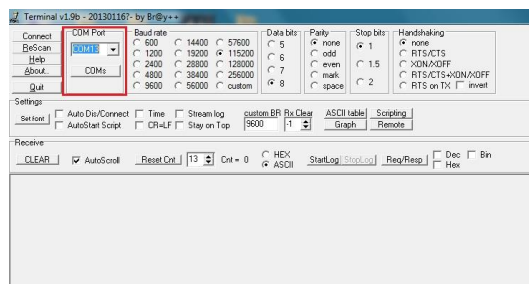 Terminal v1.9b - 20130116?- by Br@y++
Connect
ReScan
Help
About..
Quit
COM Port
COM13
COMs
Baud rate
600 14400 57600
1200 19200 115200
2400 28800 128000
4800 38400 256000
9600 56000 custom
Data bits
5
6
7
8
Parity
none
odd
even
mark
space
Stop bits
1
1.5
2
Handshaking
none
RTS/CTS
XON/XOFF
RTS/CTS+XON/XOFF
RTS on TX invert
Settings
Set font
Auto Dis/Connect Time Stream log
AutoStart Script CR=LF Stay on Top
custom BR Rx Clear
9600 -1
ASCII table Scripting
Graph Remote
Receive
CLEAR AutoScroll Reset Cnt 13 Cnt = 0
HEX
ASCII
StartLog StopLog Req/Resp
Dec Bin
Hex